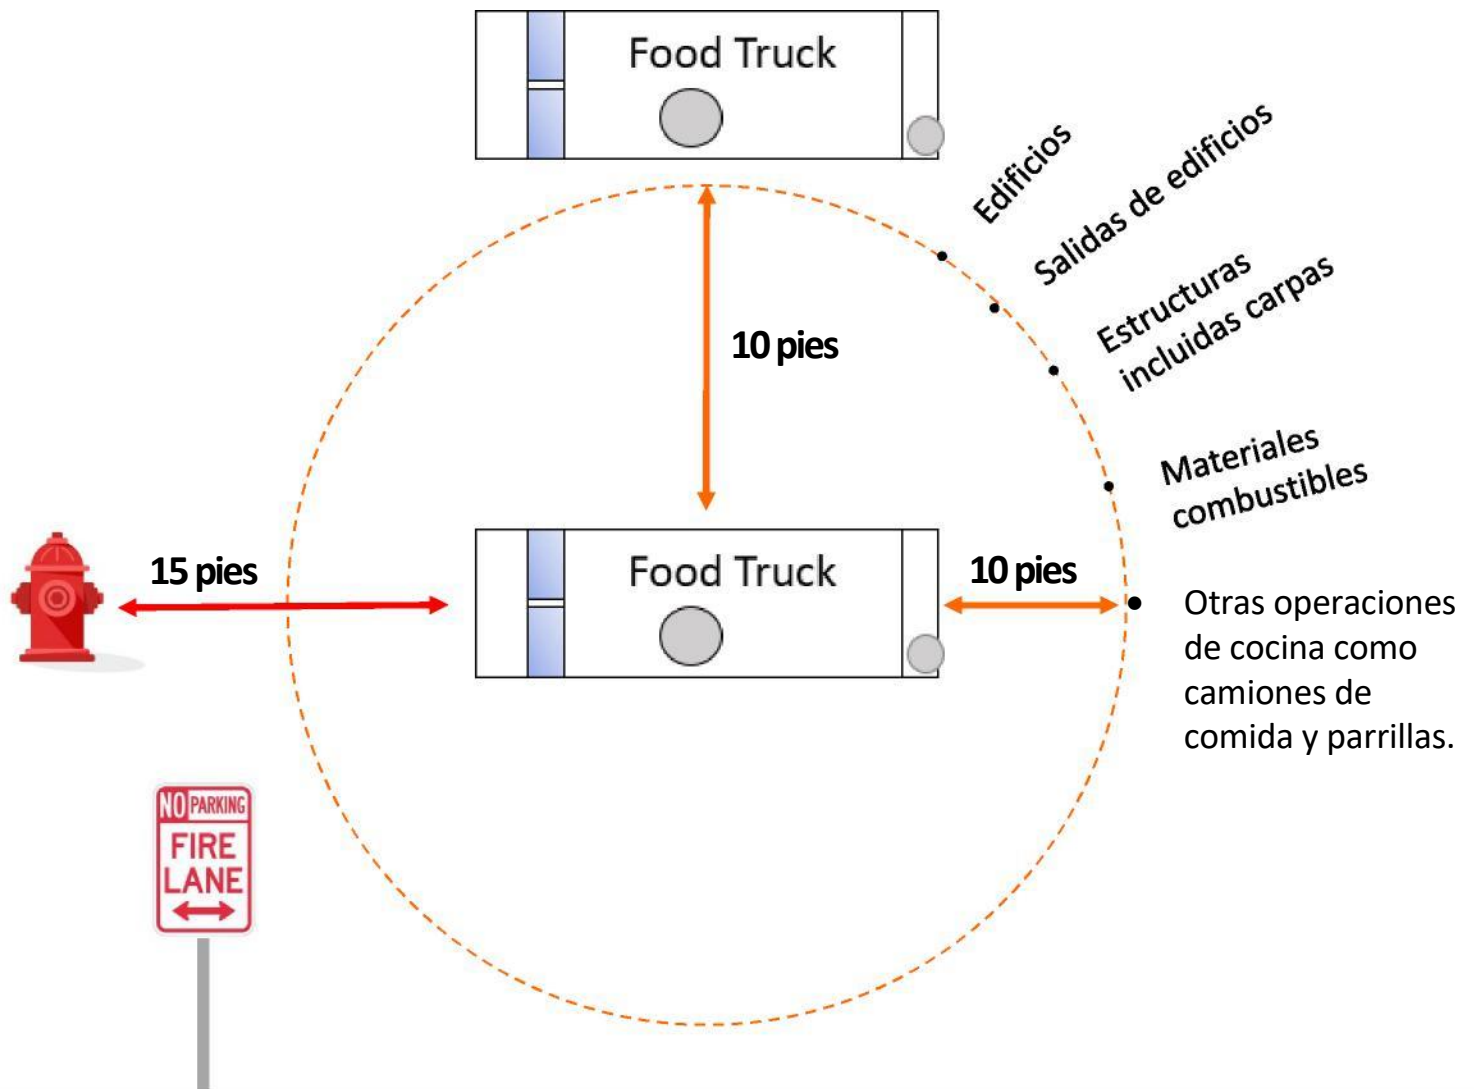 Food Truck
Edificios
Salidas de edificios
Estructuras
incluidas carpas
10 pies
Materiales
combustibles
15 pies
Food Truck
10 pies
Otras operaciones
de cocina como
camiones de
comida y parrillas.
NO PARKING
FIRE
LANE